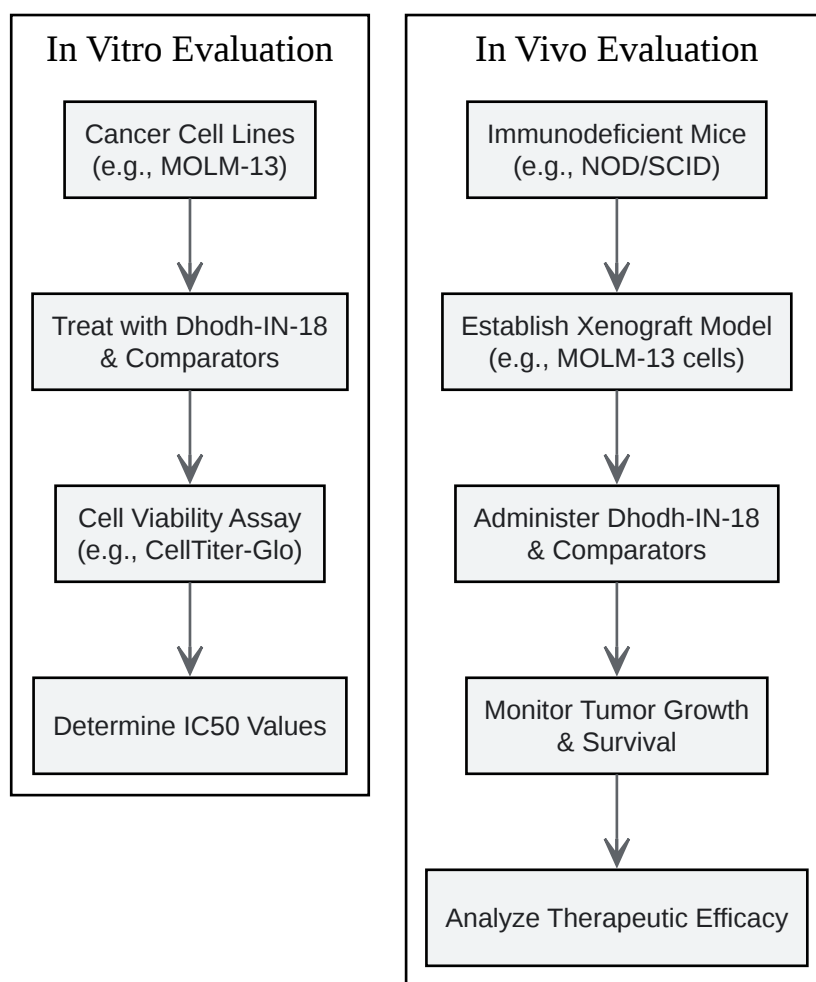 In Vitro Evaluation
Cancer Cell Lines
(e.g., MOLM-13)
Treat with Dhodh-IN-18
& Comparators
Cell Viability Assay
(e.g., CellTiter-Glo)
Determine IC50 Values
In Vivo Evaluation
Immunodeficient Mice
(e.g., NOD/SCID)
Establish Xenograft Model
(e.g., MOLM-13 cells)
Administer Dhodh-IN-18
& Comparators
Monitor Tumor Growth
& Survival
Analyze Therapeutic Efficacy